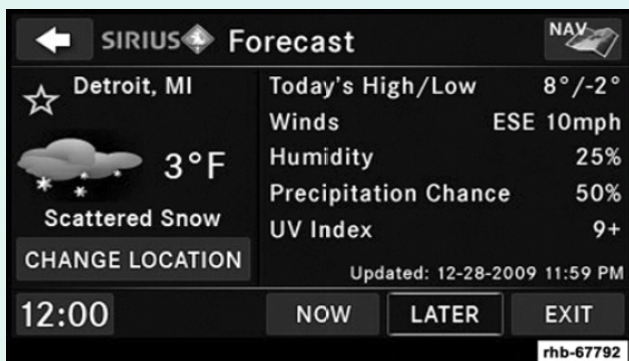 SIRIUS Forecast
NAV
Detroit, MI
3°F
Scattered Snow
CHANGE LOCATION
Today's High/Low 8°/-2°
Winds ESE 10mph
Humidity 25%
Precipitation Chance 50%
UV Index 9+
Updated: 12-28-2009 11:59 PM
12:00
NOW
LATER
EXIT
rhb-67792